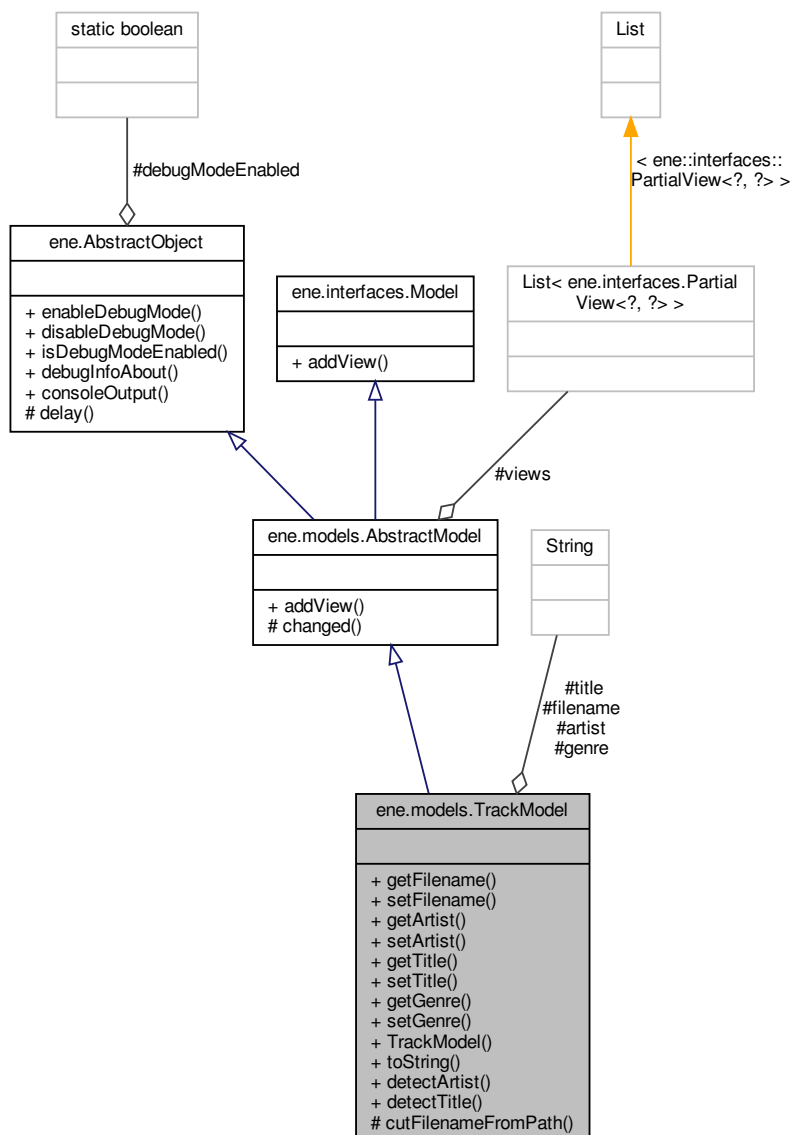 static boolean
List
#debugModeEnabled
< ene::interfaces::
PartialView<?, ?> >
ene.AbstractObject
+ enableDebugMode()
+ disableDebugMode()
+ isDebugModeEnabled()
+ debugInfoAbout()
+ consoleOutput()
# delay()
ene.interfaces.Model
+ addView()
List< ene.interfaces.Partial
View<?, ?> >
#views
ene.models.AbstractModel
+ addView()
# changed()
String
#title
#filename
#artist
#genre
ene.models.TrackModel
+ getFilename()
+ setFilename()
+ getArtist()
+ setArtist()
+ getTitle()
+ setTitle()
+ getGenre()
+ setGenre()
+ TrackModel()
+ toString()
+ detectArtist()
+ detectTitle()
# cutFilenameFromPath()